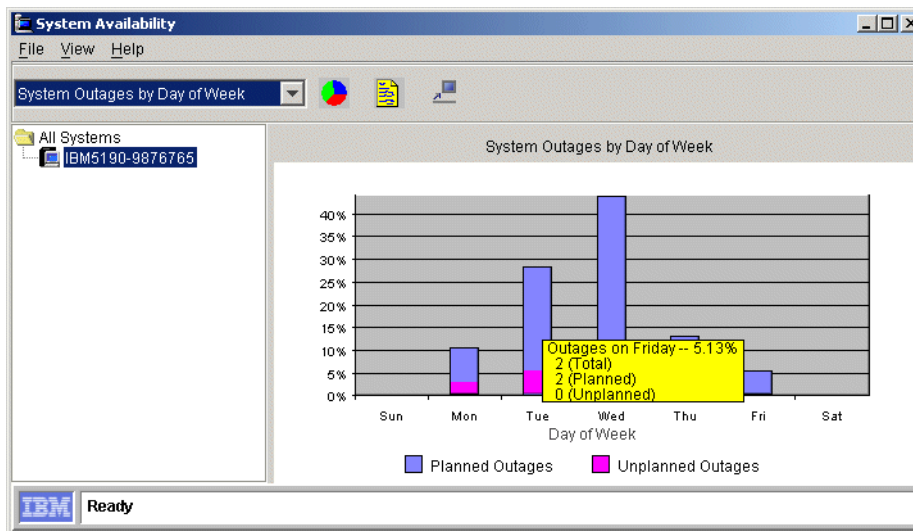 System Availability
File View Help
System Outages by Day of Week
All Systems
IBM5190-9876765
System Outages by Day of Week
40%
35%
30%
25%
20%
15%
10%
5%
0%
Outages on Friday -- 5.13%
2 (Total)
2 (Planned)
0 (Unplanned)
Sun Mon Tue Wed Thu Fri Sat
Day of Week
Planned Outages Unplanned Outages
IBM Ready